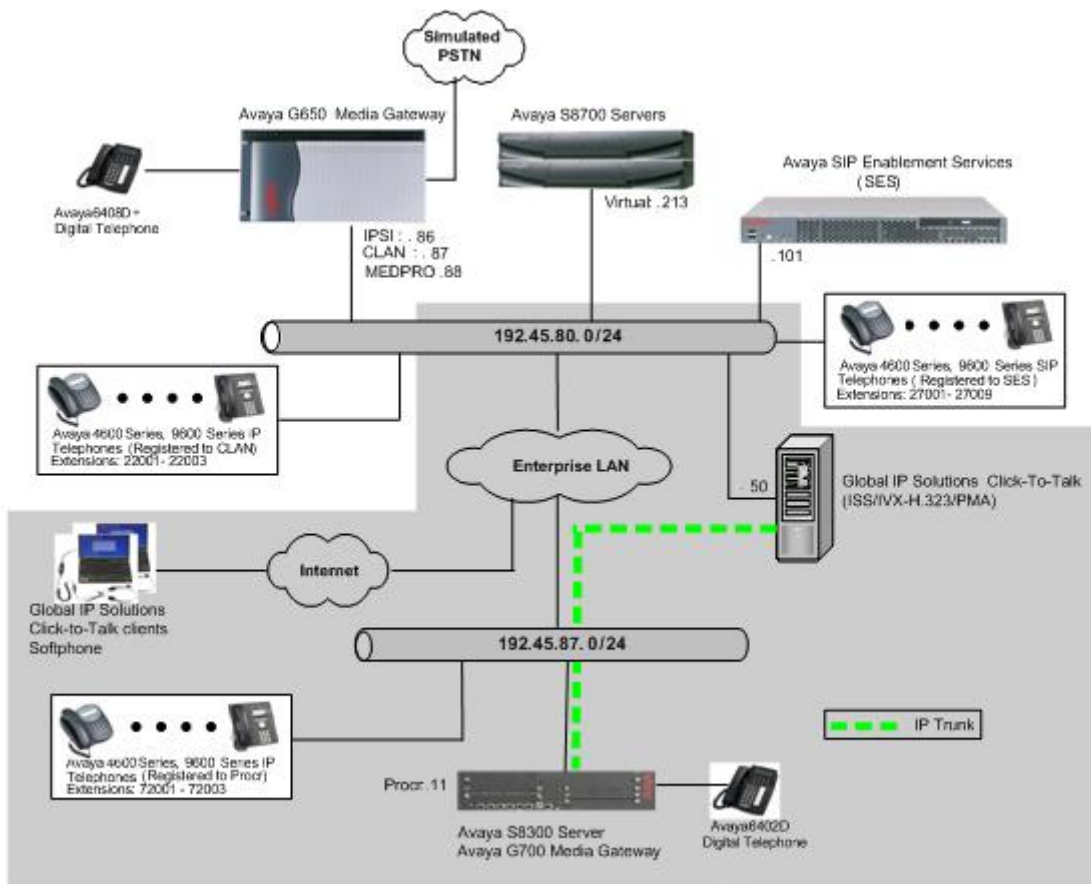 Simulated
PSTN
Avaya G650 Media Gateway
Avaya S8700 Servers
Avaya SIP Enablement Services
(SES)
Avaya6408D+
Digital Telephone
Virtual: .213
IPSI : . 86
CLAN : . 87
MEDPRO .88
. 101
192.45.80. 0/24
Avaya 4600 Series, 9600 Series SIP
Telephones ( Registered to SES )
Extensions: 27001- 27009
Avaya 4600 Series, 9600 Series IP
Telephones (Registered to CLAN)
Extensions: 22001- 22003
Enterprise LAN
. 50
Global IP Solutions Click-To-Talk
(ISS/IVX-H.323/PMA)
Internet
Global IP Solutions
Click-to-Talk clients
Softphone
192.45.87. 0/24
IP Trunk
Avaya 4600 Series, 9600 Series IP
Telephones (Registered to Procr)
Extensions: 72001 - 72003
Procr .11
Avaya S8300 Server
Avaya G700 Media Gateway
Avaya6402D
Digital Telephone